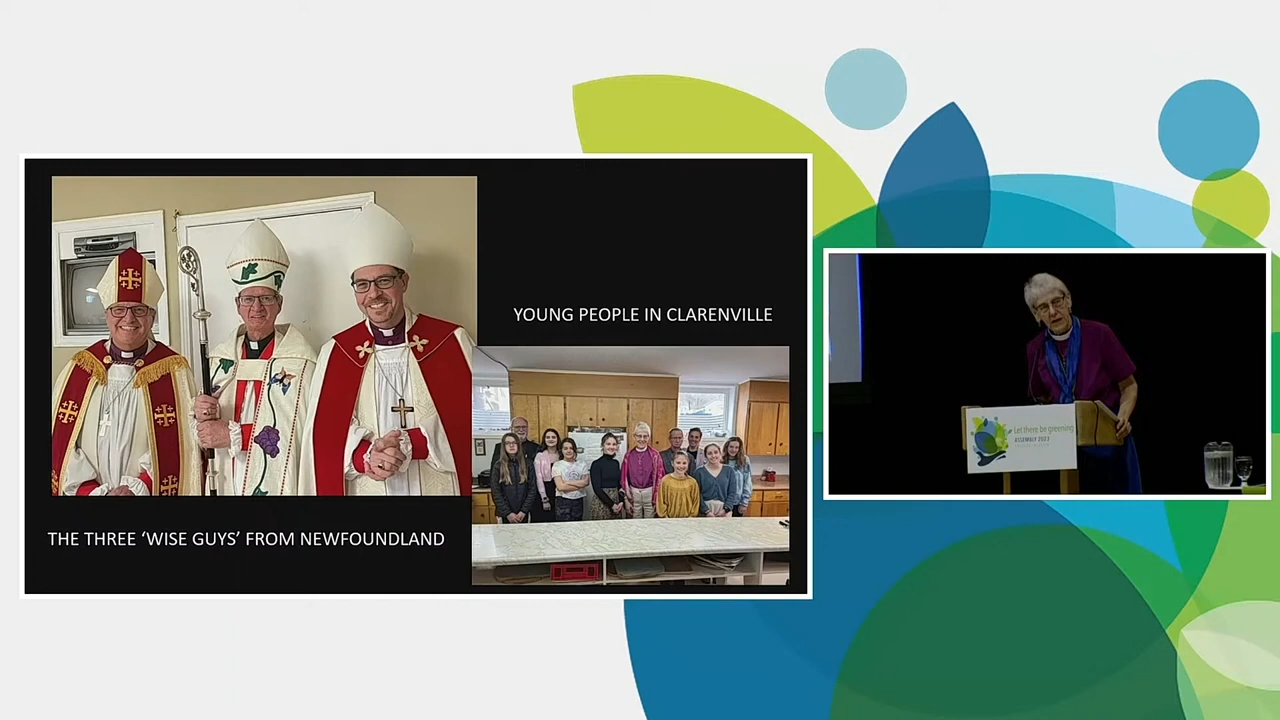 YOUNG PEOPLE IN CLARENVILLE
THE THREE ‘WISE GUYS’ FROM NEWFOUNDLAND
Let there be greening
ASSEMBLY 2023